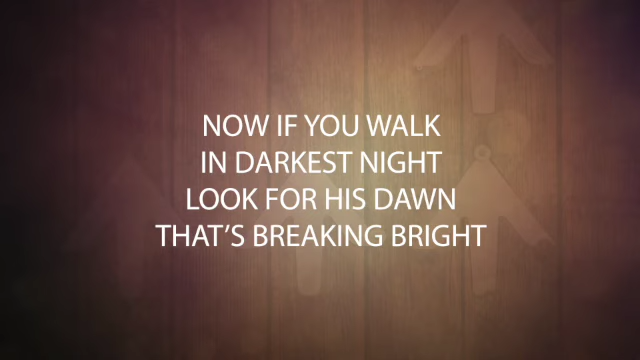 NOW IF YOU WALK
IN DARKEST NIGHT
LOOK FOR HIS DAWN
THAT’S BREAKING BRIGHT